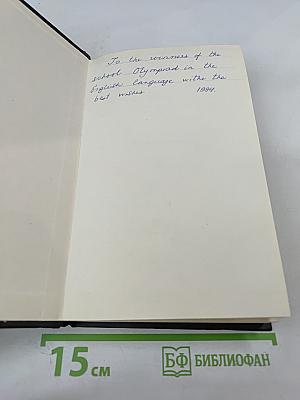 To the winners of the
school Olympiad in the
English language withs the
best wishes 1994.
15 см
БФ БИБЛИОФАН